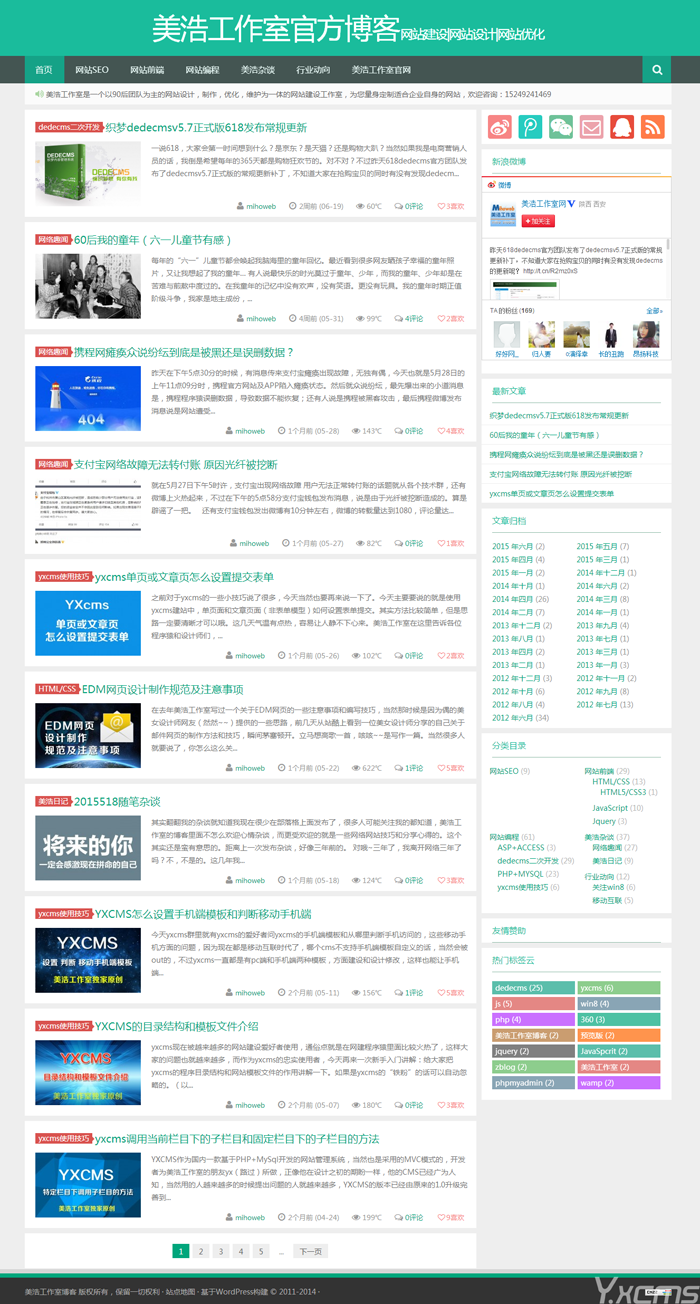 美浩工作室官方博客网站建设|网站设计|网站优化
首页 网站SEO 网站前端 网站编程 美浩杂谈 行业动向 美浩工作室官网
美浩工作室是一个以90后团队为主的网站设计，制作，优化，维护为一体的网站建设工作室，为您量身定制适合企业自身的网站，欢迎咨询：15249241469
dedecms二次开发 织梦dedecmsv5.7正式版618发布常规更新
一说618，大家会第一时间想到什么？是京东？是天猫？还是购物大趴？当然如果我是电商营销人
员的话，我倒是希望每年的365天都是购物狂欢节的。对不对？不过昨天618dedecms官方团队发
布了dedecmsv5.7正式版的常规更新补丁，不知道大家在抢购宝贝的同时有没有发现dedecm...
mihoweb 2周前 (06-19) 60℃ 0评论 3喜欢
网络趣闻 60后我的童年（六一儿童节有感）
每年的“六一”儿童节都会唤起我脑海里的童年回忆。最近看到很多网友晒孩子幸福的童年照
片，又让我想起了我的童年... 有人说最快乐的时光莫过于童年、少年，而我的童年、少年却是在
苦难与煎熬中度过的。在我童年的记忆中没有欢声，没有笑语。更没有玩具。我的童年时期正值
阶级斗争，我家是地主成份，...
mihoweb 4周前 (05-31) 99℃ 4评论 2喜欢
网络趣闻 携程网瘫痪众说纷纭到底是被黑还是误删数据？
404
昨天在下午5点30分的时候，有消息传来支付宝瘫痪出现故障，无独有偶，今天也就是5月28日的
上午11点09分时，携程官方网站及APP陷入瘫痪状态。然后就众说纷纭，最先爆出来的小道消息
是，携程程序猿误删数据，导致数据不能恢复；还有人说是携程被黑客攻击，最后携程微博发布
消息说是网站遭受...
mihoweb 1个月前 (05-28) 143℃ 0评论 4喜欢
网络趣闻 支付宝网络故障无法转付账 原因光纤被挖断
就在5月27日下午5时许，支付宝出现网络故障 用户无法正常转付账的话题就从各个技术群，还有
微博上火热起来，不过在下午的5点58分支付宝钱包发布消息，说是由于光纤被挖断造成的。算是
辟谣了一把。 还有支付宝钱包发出微博有10分钟左右，微博的转载量达到1080，评论量达...
mihoweb 1个月前 (05-27) 82℃ 0评论 1喜欢
yxcms使用技巧 yxcms单页或文章页怎么设置提交表单
YXcms
单页或文章页
怎么设置提交表单
之前对于yxcms的一些小技巧说了很多，今天当然也要再来说一下了。今天主要要说的就是使用
yxcms建站中，单页面和文章页面（非表单模型）如何设置表单提交。其实方法比较简单，但是思
路一定要清晰才可以哦。这几天气温有点热，容易让人静不下心来。美浩工作室在这里告诉各位
程序猿和设计师们，...
mihoweb 1个月前 (05-26) 102℃ 0评论 2喜欢
HTML/CSS EDM网页设计制作规范及注意事项
EDM网页
设计制作
规范及注意事项
在去年美浩工作室写过一个关于EDM网页的一些注意事项和编写技巧，当然那时候是因为偶的美
女设计师网友（然然~~）提供的一些思路，前几天从站酷上看到一位美女设计师分享的自己关于
邮件网页的制作方法和技巧，瞬间茅塞顿开。立马想高歌一首，咳咳~~是写作一篇。当然很多人
就要说了，你怎么这么关...
mihoweb 1个月前 (05-22) 622℃ 1评论 5喜欢
美浩日记 2015518随笔杂谈
将来的你
一定会感激现在拼命的自己
其实翻翻我的杂谈就知道我现在很少在部落格上面发布了，很多人可能关注我的都知道，美浩工
作室的博客里面不怎么欢迎心情杂谈，而更受欢迎的就是一些网络网站技巧和分享心得。这个
其实还是蛮有意思的。距离上一次发布杂谈，好像三年前的。 对哦~三年了，我离开网络三年了
吗？不，不是的。这几年我...
mihoweb 1个月前 (05-18) 124℃ 0评论 3喜欢
yxcms使用技巧 YXCMS怎么设置手机端模板和判断移动手机端
YXCMS
设置 判断 移动手机端模板
美浩工作室独家原创
今天yxcms群里就有yxcms的爱好者问yxcms的手机端模板和从哪里判断手机访问的，这些移动手
机方面的问题，因为现在都是移动互联时代了，哪个cms不支持手机端模板自定义的话，当然会被
out的，不过yxcms一直都是有pc端和手机端两种模板，方面建设和设计修改，这样也能让手机
端...
mihoweb 2个月前 (05-11) 156℃ 1评论 5喜欢
yxcms使用技巧 YXCMS的目录结构和模板文件介绍
YXCMS
目录结构和模板文件介绍
美浩工作室独家原创
yxcms现在被越来越多的网站建设爱好者使用，通俗点就是在网建程序猿里面比较火热了，这样大
家的问题也就越来越多，而作为yxcms的忠实使用者，今天再来一次新手入门讲解：给大家把
yxcms的程序目录结构和网站模板文件的作用讲解一下。如果是yxcms的“铁粉”的话可以自动忽
略的。（以...
mihoweb 2个月前 (05-07) 180℃ 0评论 3喜欢
yxcms使用技巧 yxcms调用当前栏目下的子栏目和固定栏目下的子栏目的方法
YXCMS
特定栏目下调用子栏目的方法
美浩工作室独家原创
YXCMS作为国内一款基于PHP+MySql开发的网站管理系统，当然也是采用的MVC模式的，开发
者为美浩工作室的朋友yx（路过）所做，正像他在设计之初的期盼一样，他的CMS已经广为人
知，当然用的人越来越多的时候提出问题的人就越来越多，YXCMS的版本已经由原来的1.0升级完
善到...
mihoweb 2个月前 (04-24) 199℃ 0评论 5喜欢
1 2 3 4 5 ... 下一页
新浪微博
微博
美浩工作室网 陕西 西安
+加关注
昨天618dedecms官方团队发布了dedecmsv5.7正式版的常规
更新补丁。不知道大家在抢购宝贝的同时有没有发现dedecms
的更新呢？ http://t.cn/R2mz0xS
TA的粉丝 (169) 全部»
好好网... 归人妻 0演绎幸 长的丑跑 昂扬科技
最新文章
织梦dedecmsv5.7正式版618发布常规更新
60后我的童年（六一儿童节有感）
携程网瘫痪众说纷纭到底是被黑还是误删数据？
支付宝网络故障无法转付账 原因光纤被挖断
yxcms单页或文章页怎么设置提交表单
文章归档
2015 年六月 (2) 2015 年五月 (7)
2015 年四月 (4) 2015 年三月 (1)
2015 年一月 (2) 2014 年十二月 (1)
2014 年十月 (1) 2014 年六月 (2)
2014 年四月 (26) 2014 年三月 (8)
2014 年二月 (7) 2014 年一月 (1)
2013 年十二月 (2) 2013 年九月 (4)
2013 年八月 (1) 2013 年七月 (1)
2013 年四月 (2) 2013 年三月 (1)
2013 年二月 (1) 2013 年一月 (3)
2012 年十二月 (3) 2012 年十一月 (2)
2012 年十月 (6) 2012 年九月 (8)
2012 年八月 (4) 2012 年七月 (13)
2012 年六月 (34)
分类目录
网站SEO (9) 网站前端 (29)
HTML/CSS (13)
HTML5/CSS3 (1)
JavaScript (10)
Jquery (3)
网站编程 (61) 美浩杂谈 (37)
ASP+ACCESS (3) 网络趣闻 (27)
dedecms二次开发 (29) 美浩日记 (9)
PHP+MYSQL (23) 行业动向 (12)
yxcms使用技巧 (6) 关注win8 (6)
移动互联 (5)
友情赞助
热门标签云
dedecms (25) yxcms (6)
js (5) win8 (4)
php (4) 360 (3)
美浩工作室博客 (2) 预览版 (2)
jquery (2) JavaSpcrit (2)
zblog (2) 美浩工作室 (2)
phpmyadmin (2) wamp (2)
美浩工作室博客 版权所有，保留一切权利 · 站点地图 · 基于WordPress构建 © 2011-2014 ·
Yxcms